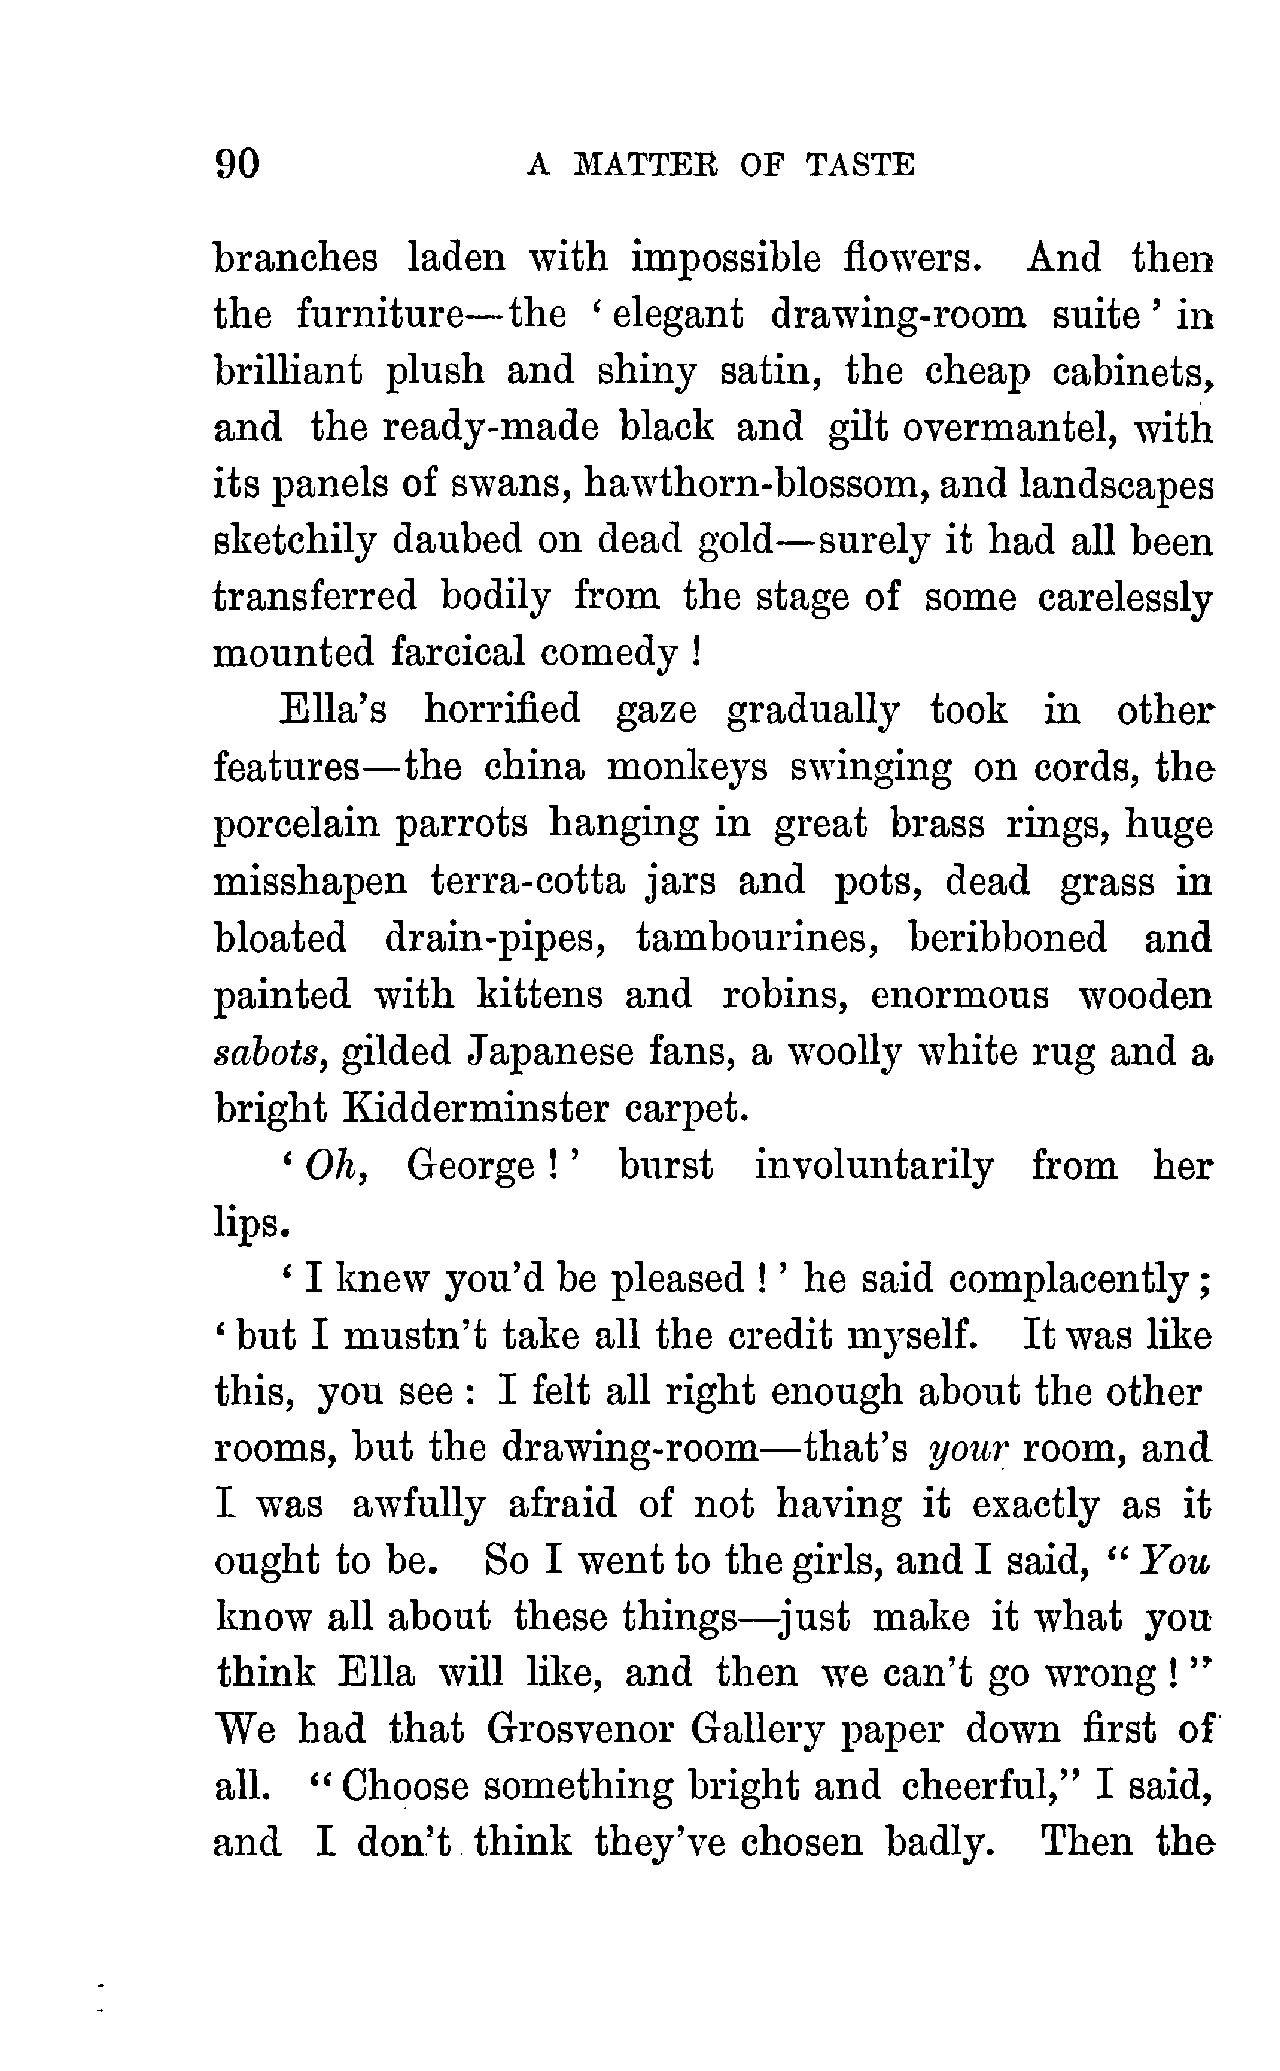 90 A MATTER OF TASTE
branches laden with impossible flowers. And then
the furniture—the ‘elegant drawing-room suite’ in
brilliant plush and shiny satin, the cheap cabinets,
and the ready-made black and gilt overmantel, with
its panels of swans, hawthorn-blossom, and landscapes
sketchily daubed on dead gold—surely it had all been
transferred bodily from the stage of some carelessly
mounted farcical comedy!
Ella’s horrified gaze gradually took in other
features—the china monkeys swinging on cords, the
porcelain parrots hanging in great brass rings, huge
misshapen terra-cotta jars and pots, dead grass in
bloated drain-pipes, tambourines, beribboned and
painted with kittens and robins, enormous wooden
sabots, gilded Japanese fans, a woolly white rug and a
bright Kidderminster carpet.
‘Oh, George!’ burst involuntarily from her
lips.
‘I knew you’d be pleased!’ he said complacently;
‘but I mustn’t take all the credit myself. It was like
this, you see: I felt all right enough about the other
rooms, but the drawing-room—that’s your room, and
I was awfully afraid of not having it exactly as it
ought to be. So I went to the girls, and I said, “You
know all about these things—just make it what you
think Ella will like, and then we can’t go wrong!”
We had that Grosvenor Gallery paper down first of
all. “Choose something bright and cheerful,” I said,
and I don’t think they’ve chosen badly. Then the